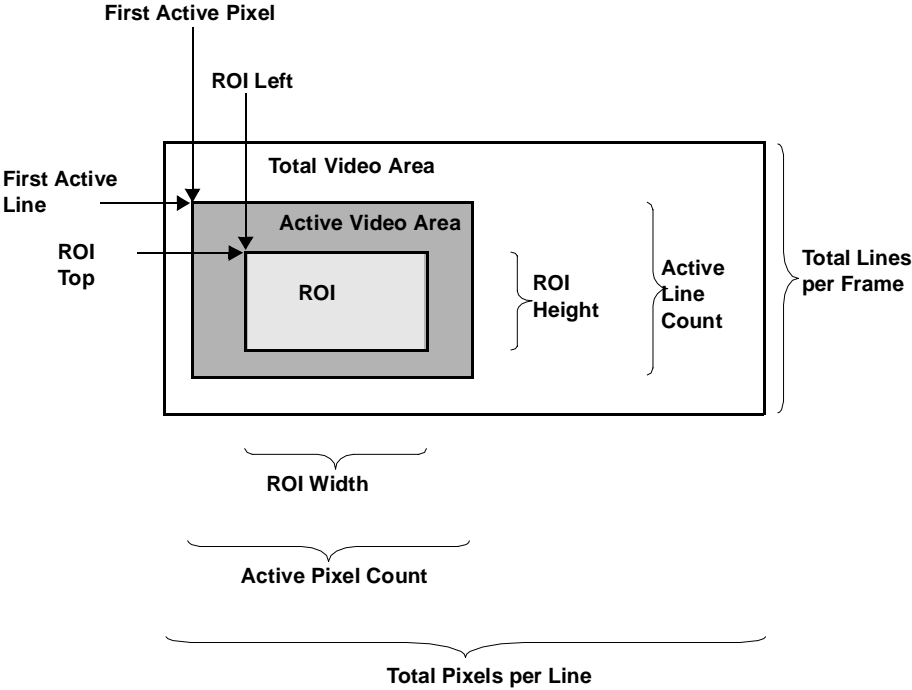 First Active Pixel
ROI Left
Total Video Area
First Active
Line
Active Video Area
ROI
Top
ROI
ROI
Height
Active
Line
Count
Total Lines
per Frame
ROI Width
Active Pixel Count
Total Pixels per Line